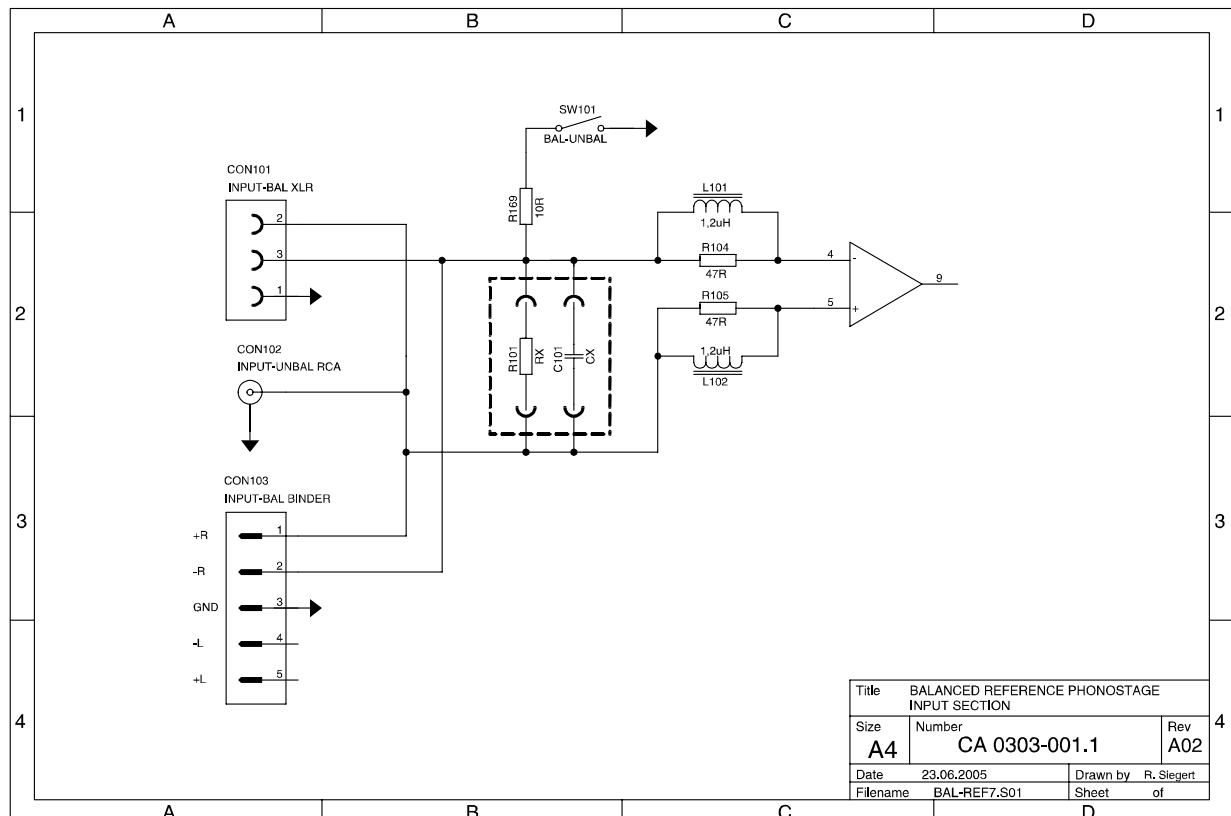 A B C D
1 1
SW101
BAL-UNBAL
CON101
INPUT-BAL XLR
R169
10R
L101
1,2uH
2
3
1
R104
47R
4
-
9
2 2
R105
47R
5
+
CON102
INPUT-UNBAL RCA
R101
RX
C101
CX
1,2uH
L102
CON103
INPUT-BAL BINDER
3 3
+R 1
-R 2
GND 3
-L 4
+L 5
4 4
Title BALANCED REFERENCE PHONOSTAGE
INPUT SECTION
Size Number Rev
A4 CA 0303-001.1 A02
Date 23.06.2005 Drawn by R. Siegert
Filename BAL-REF7.S01 Sheet of
A B C D